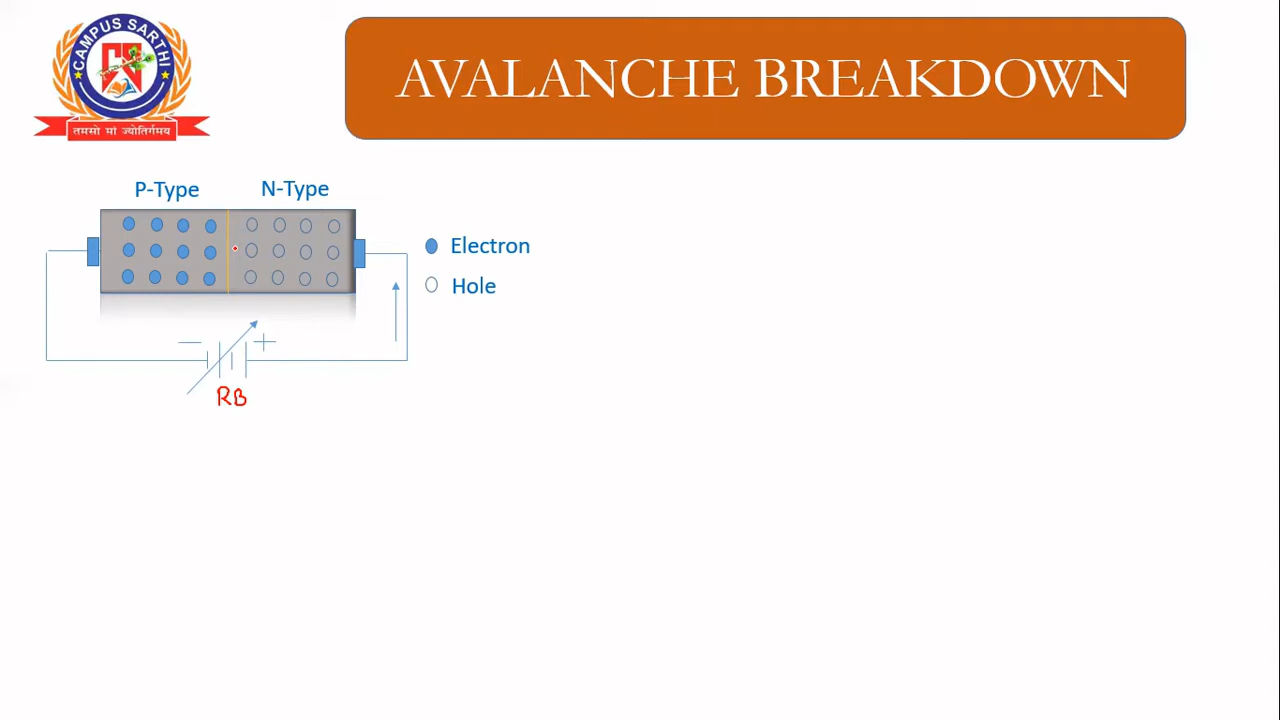 CAMPUS SARTHI
तमसो मां ज्योतिर्गमय
AVALANCHE BREAKDOWN
P-Type
N-Type
Electron
Hole
− +
RB